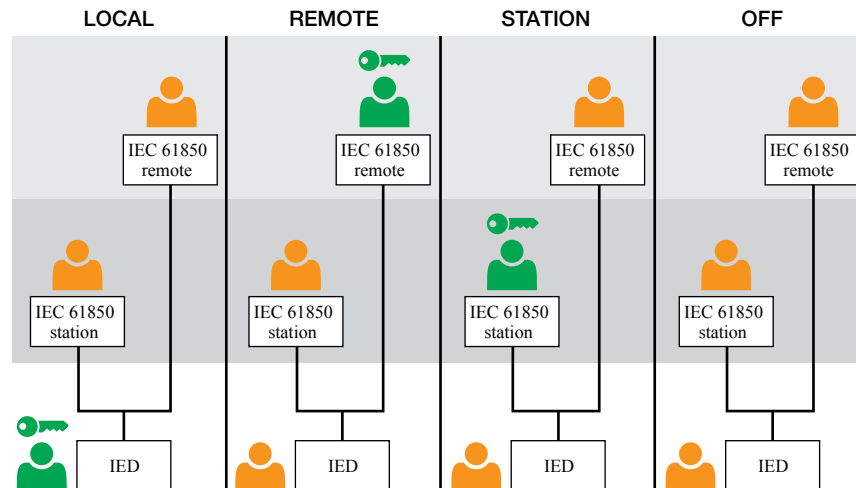 LOCAL
REMOTE
STATION
OFF
IEC 61850
remote
IEC 61850
remote
IEC 61850
remote
IEC 61850
remote
IEC 61850
station
IEC 61850
station
IEC 61850
station
IEC 61850
station
IED
IED
IED
IED